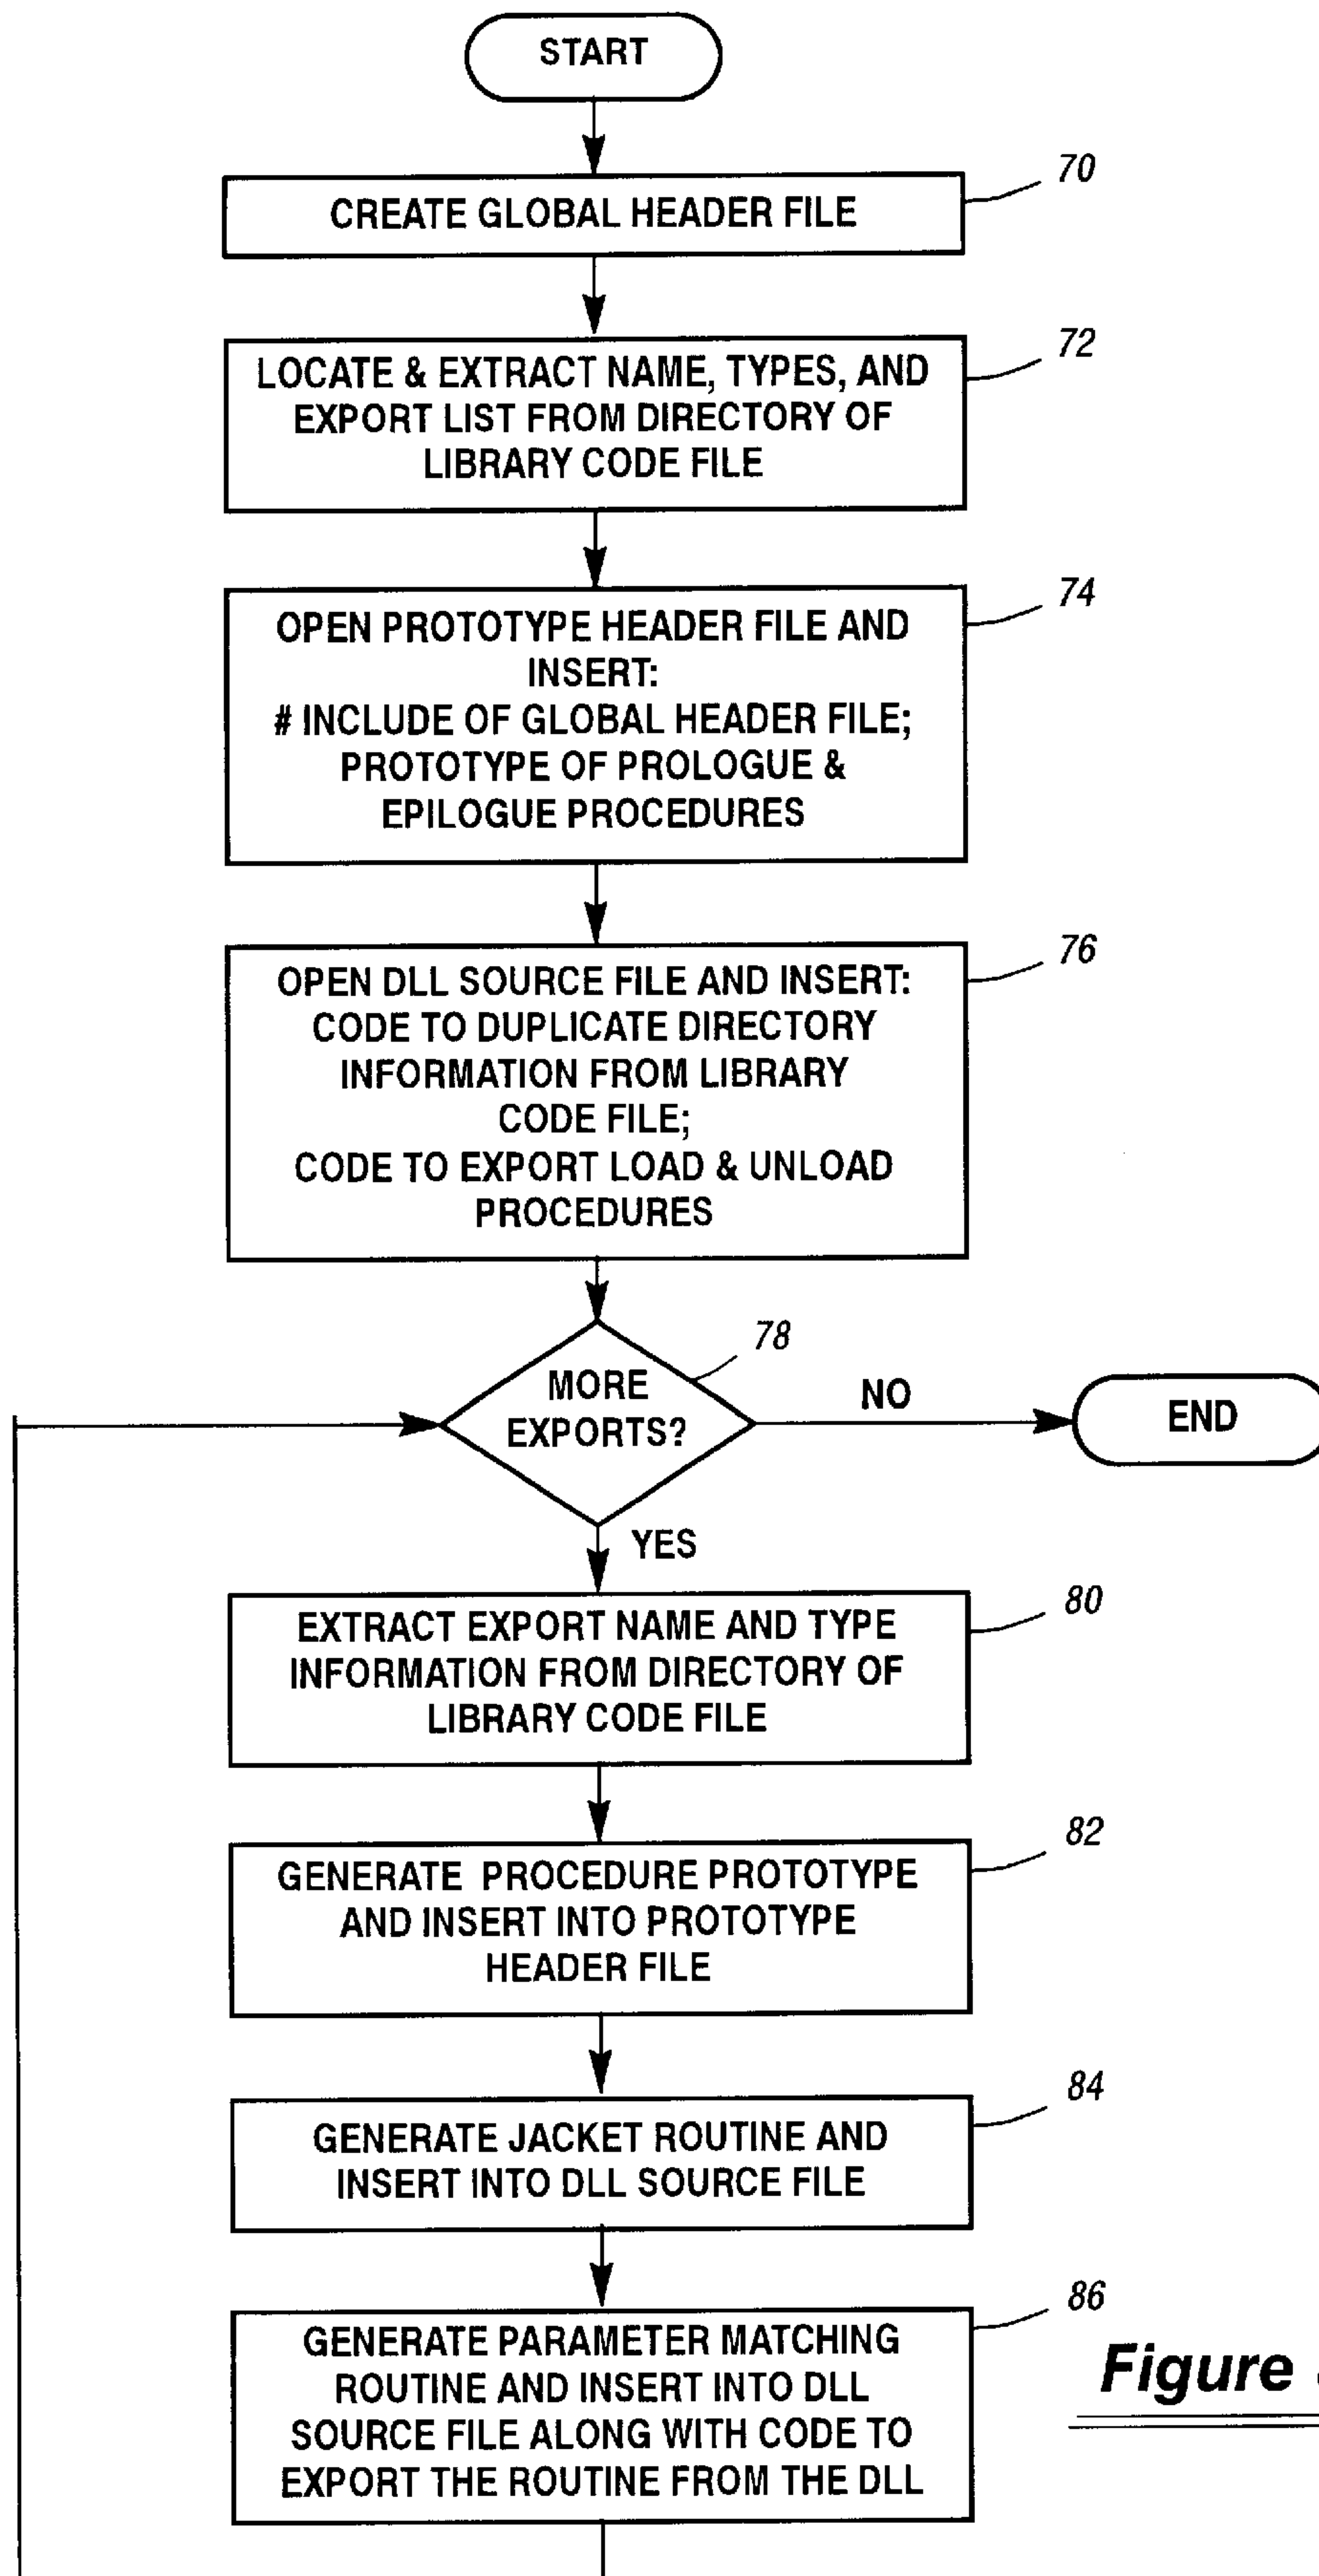 START
70
CREATE GLOBAL HEADER FILE
72
LOCATE & EXTRACT NAME, TYPES, AND
EXPORT LIST FROM DIRECTORY OF
LIBRARY CODE FILE
74
OPEN PROTOTYPE HEADER FILE AND
INSERT:
# INCLUDE OF GLOBAL HEADER FILE;
PROTOTYPE OF PROLOGUE &
EPILOGUE PROCEDURES
76
OPEN DLL SOURCE FILE AND INSERT:
CODE TO DUPLICATE DIRECTORY
INFORMATION FROM LIBRARY
CODE FILE;
CODE TO EXPORT LOAD & UNLOAD
PROCEDURES
78
MORE
EXPORTS?
NO
END
YES
80
EXTRACT EXPORT NAME AND TYPE
INFORMATION FROM DIRECTORY OF
LIBRARY CODE FILE
82
GENERATE PROCEDURE PROTOTYPE
AND INSERT INTO PROTOTYPE
HEADER FILE
84
GENERATE JACKET ROUTINE AND
INSERT INTO DLL SOURCE FILE
86
GENERATE PARAMETER MATCHING
ROUTINE AND INSERT INTO DLL
SOURCE FILE ALONG WITH CODE TO
EXPORT THE ROUTINE FROM THE DLL
Figure